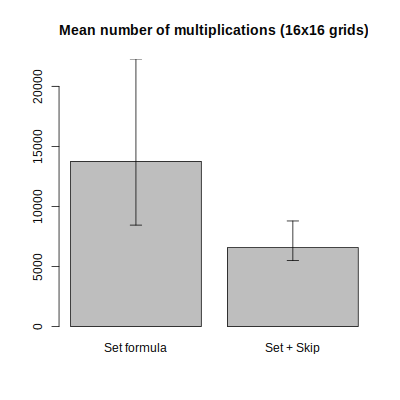 Mean number of multiplications (16x16 grids)
20000
15000
10000
5000
0
Set formula
Set + Skip